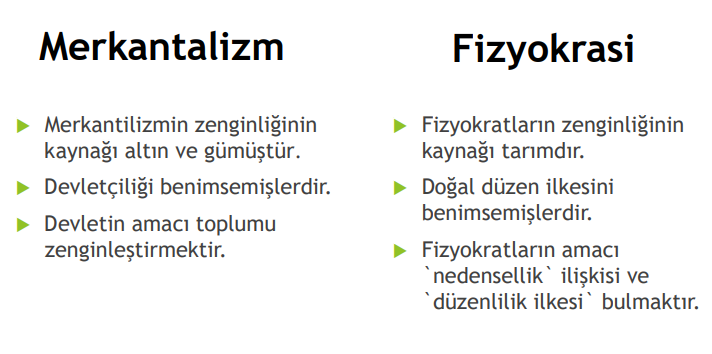 Merkantalizm
Merkantilizmin zenginliğinin
kaynağı altın ve gümüştür.
Devletçiliği benimsemişlerdir.
Devletin amacı toplumu
zenginleştirmektir.
Fizyokrasi
Fizyokratların zenginliğinin
kaynağı tarımdır.
Doğal düzen ilkesini
benimsemişlerdir.
Fizyokratların amacı
`nedensellik` ilişkisi ve
`düzenlilik ilkesi` bulmaktır.